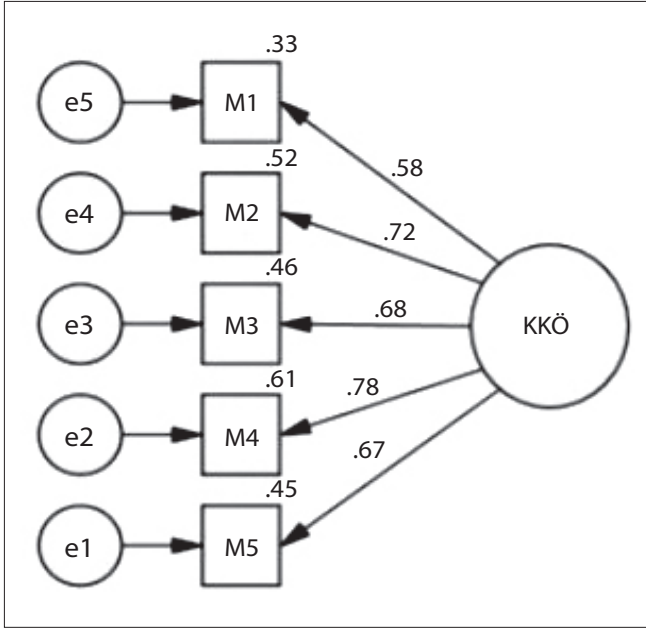 .33
e5
M1
.58
.52
e4
M2
.72
.46
e3
M3
.68
KKÖ
.61
e2
M4
.78
.67
.45
e1
M5